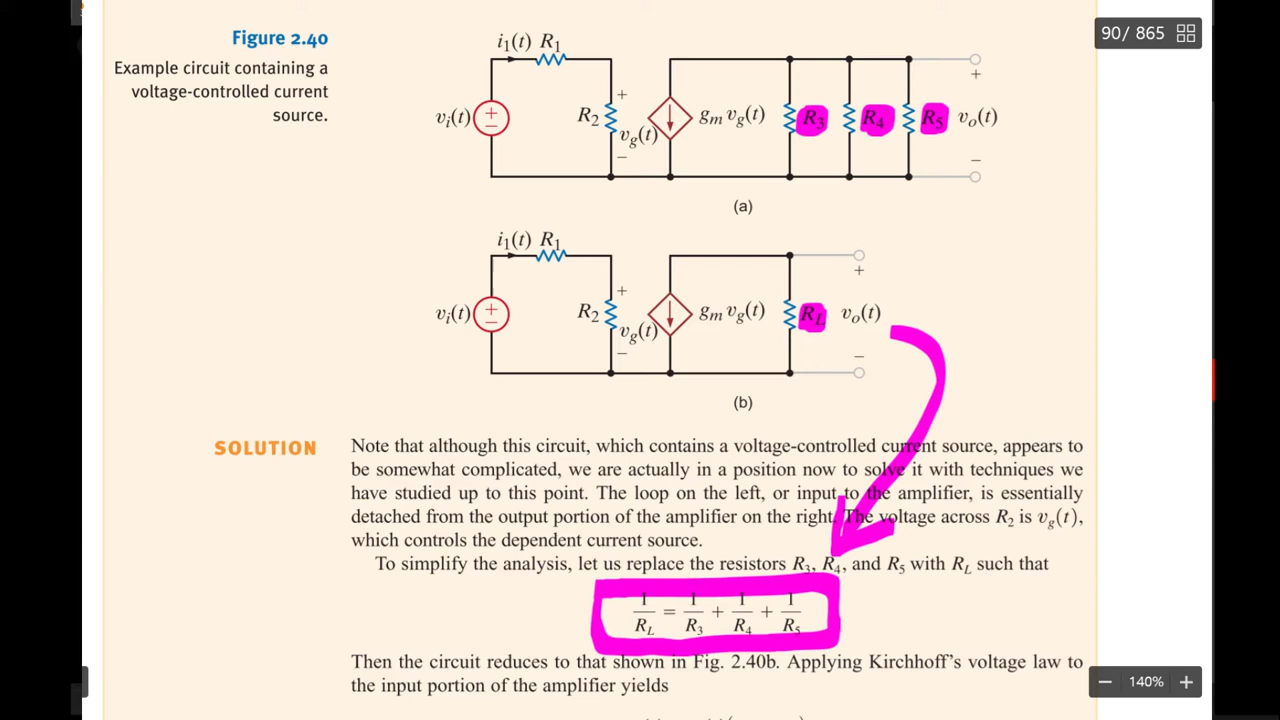 90/ 865
Figure 2.40
Example circuit containing a
voltage-controlled current
source.
i1(t) R1
vi(t)
+
−
R2
+
vg(t)
−
gm vg(t)
R3
R4
R5
+
vo(t)
−
(a)
i1(t) R1
vi(t)
+
−
R2
+
vg(t)
−
gm vg(t)
RL
+
vo(t)
−
(b)
SOLUTION
Note that although this circuit, which contains a voltage-controlled current source, appears to
be somewhat complicated, we are actually in a position now to solve it with techniques we
have studied up to this point. The loop on the left, or input to the amplifier, is essentially
detached from the output portion of the amplifier on the right. The voltage across R2 is vg(t),
which controls the dependent current source.
To simplify the analysis, let us replace the resistors R3, R4, and R5 with RL such that
1/RL = 1/R3 + 1/R4 + 1/R5
Then the circuit reduces to that shown in Fig. 2.40b. Applying Kirchhoff’s voltage law to
the input portion of the amplifier yields
− 140% +